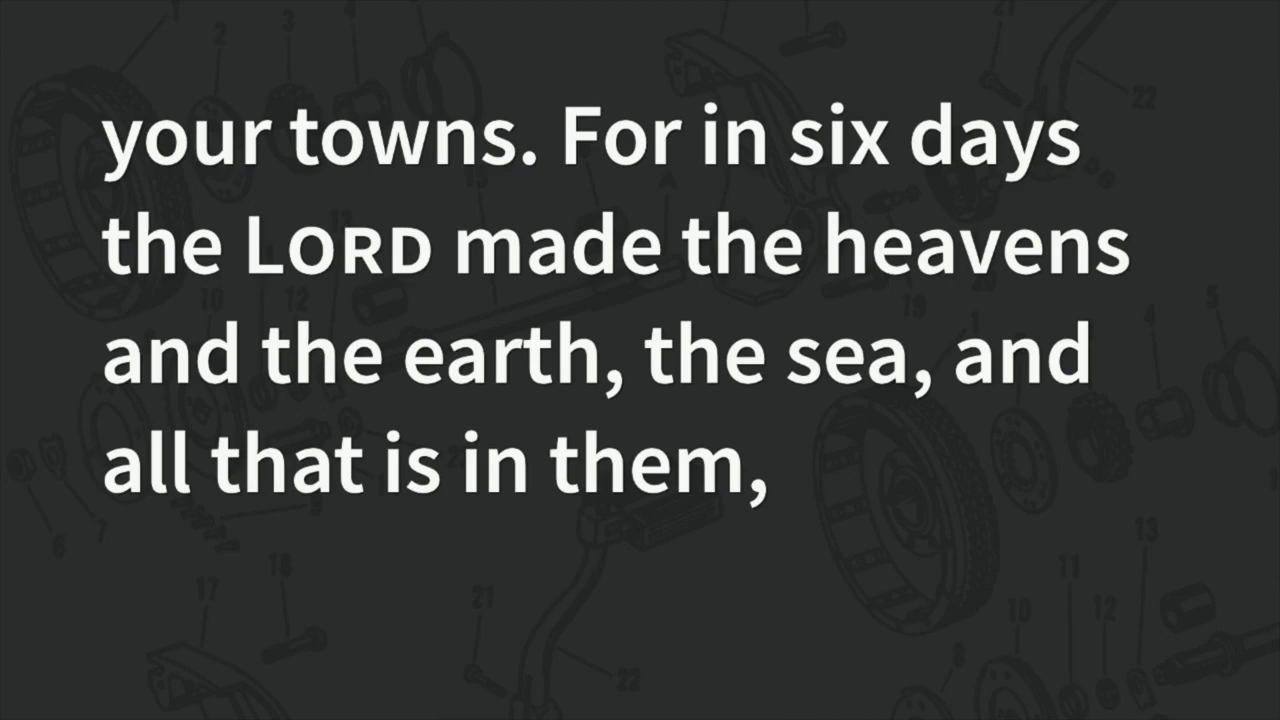 your towns. For in six days
the LORD made the heavens
and the earth, the sea, and
all that is in them,